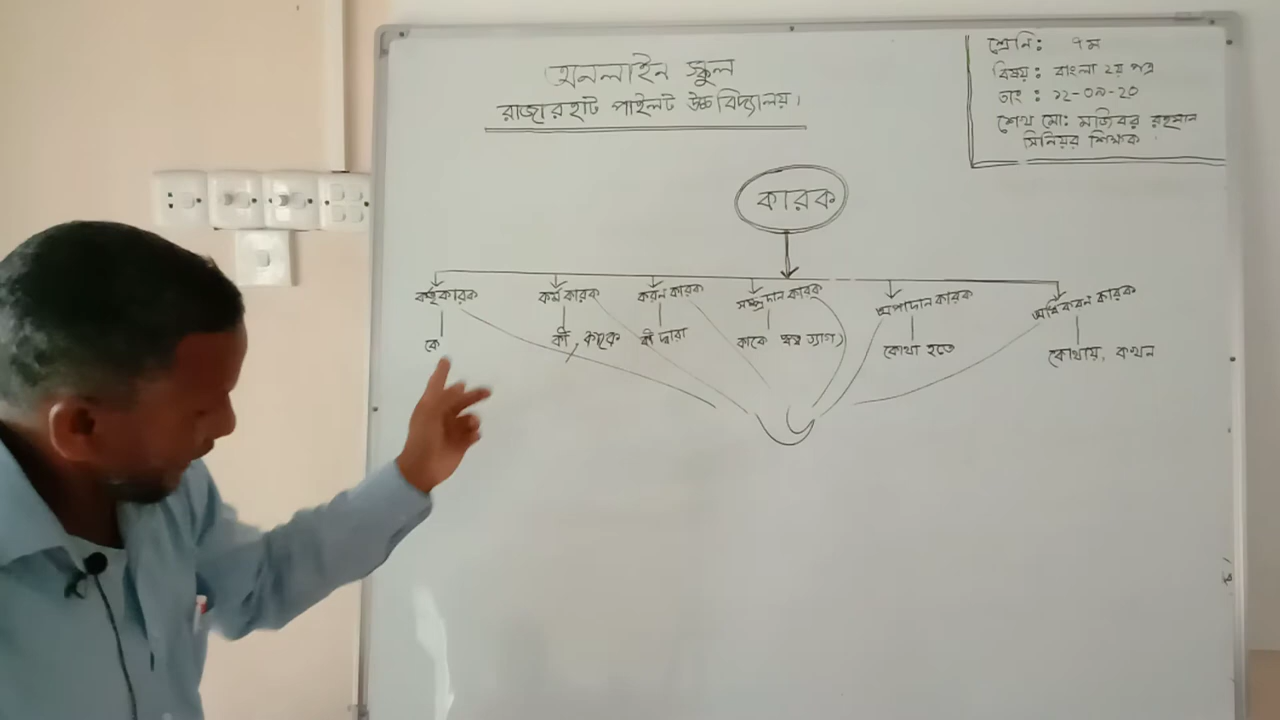 অনলাইন স্কুল
রাজারহাট পাইলট উচ্চ বিদ্যালয়।
শ্রেনি: ৭ম
বিষয়: বাংলা ২য় পত্র
তাং: ১২-০৯-২০
শেখ মো: মজিবর রহমান
সিনিয়র শিক্ষক
কারক
কর্তৃকারক কর্ম কারক করন কারক সম্প্রদান কারক অপাদান কারক অধিকরন কারক
কে কী, কাকে কী দ্বারা কাকে স্বত্ব ত্যাগ) কোথা হতে কোথায়, কখন